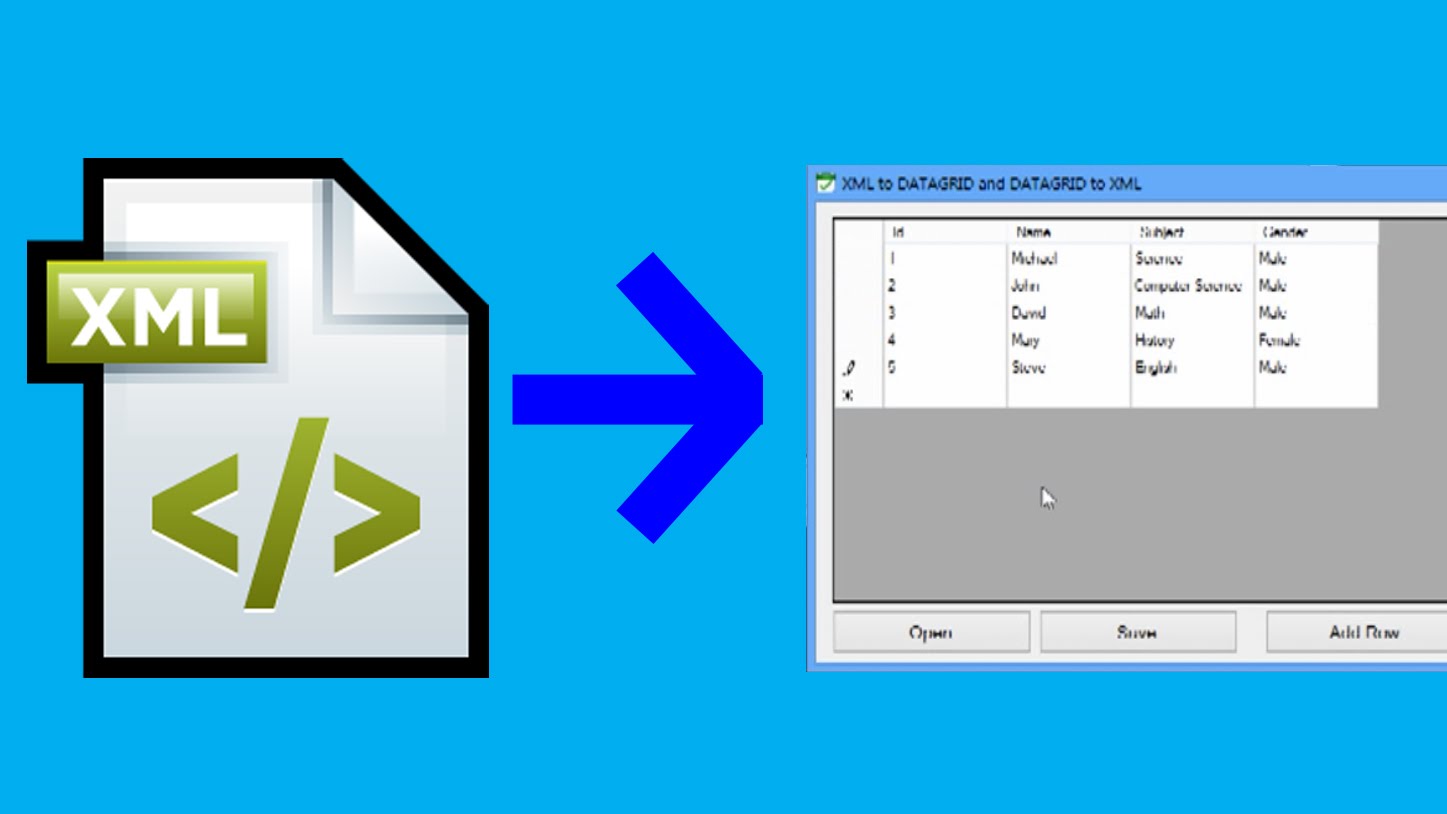 XML
</>
XML to DATAGRID and DATAGRID to XML
Id Name Subject Gender
1 Michael Science Male
2 John Computer Science Male
3 David Math Male
4 Mary History Female
5 Steve English Male
Open Save Add Row